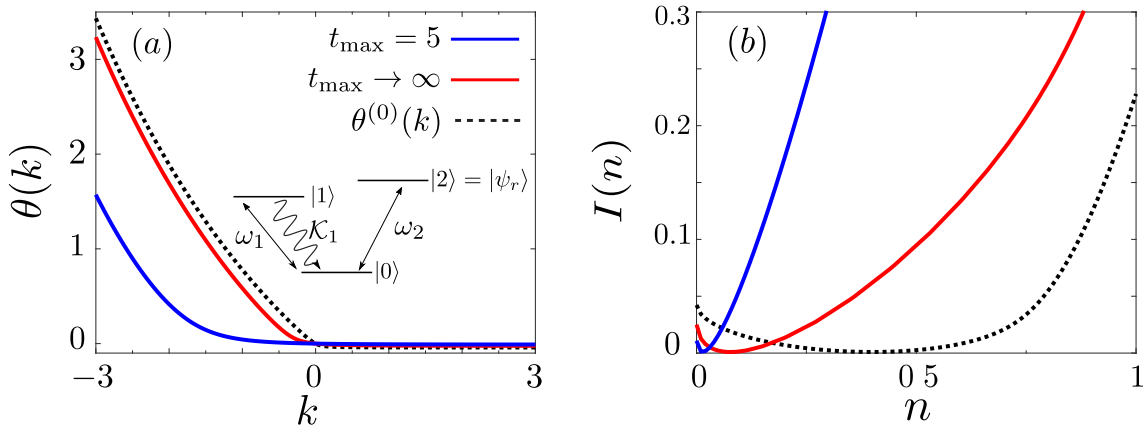 (a)
t_max = 5
t_max → ∞
θ^(0)(k)
3
2
1
0
θ(k)
|1⟩
|2⟩ = |ψ_r⟩
ω_1
𝒦_1
ω_2
|0⟩
−3
0
3
k
(b)
0.3
0.2
0.1
0
I(n)
0
0 5
1
n